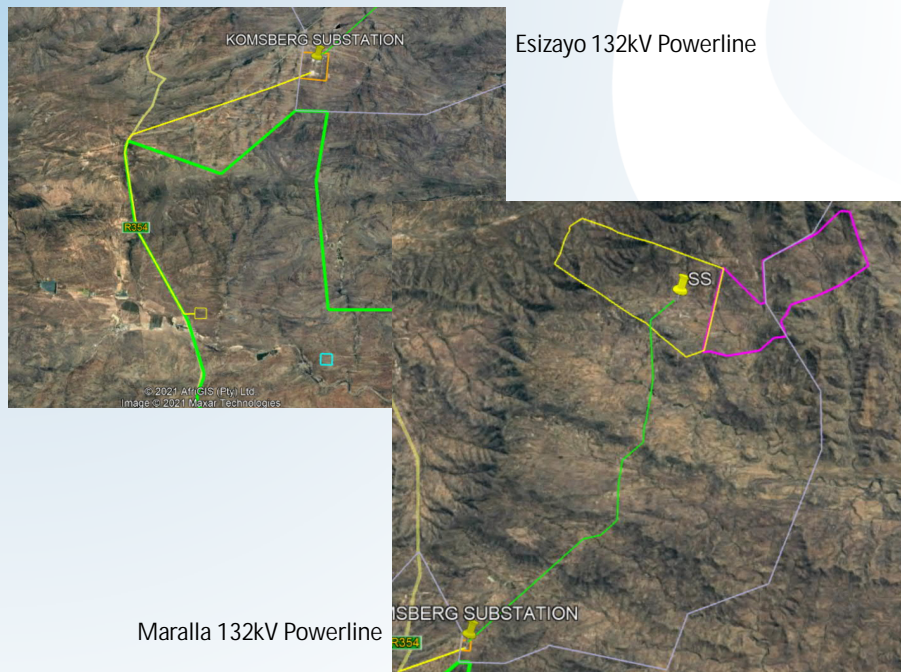 KOMSBERG SUBSTATION
Esizayo 132kV Powerline
R354
© 2021 AfriGIS (Pty) Ltd.
Image © 2021 Maxar Technologies
SS
MSBERG SUBSTATION
Maralla 132kV Powerline
R354